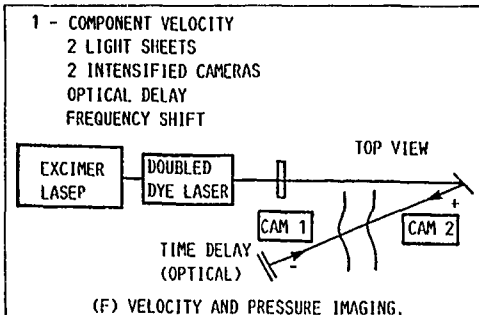 1 - COMPONENT VELOCITY
2 LIGHT SHEETS
2 INTENSIFIED CAMERAS
OPTICAL DELAY
FREQUENCY SHIFT
TOP VIEW
EXCIMER
LASEP
DOUBLED
DYE LASER
+
CAM 1
CAM 2
TIME DELAY
(OPTICAL)
-
(F) VELOCITY AND PRESSURE IMAGING.